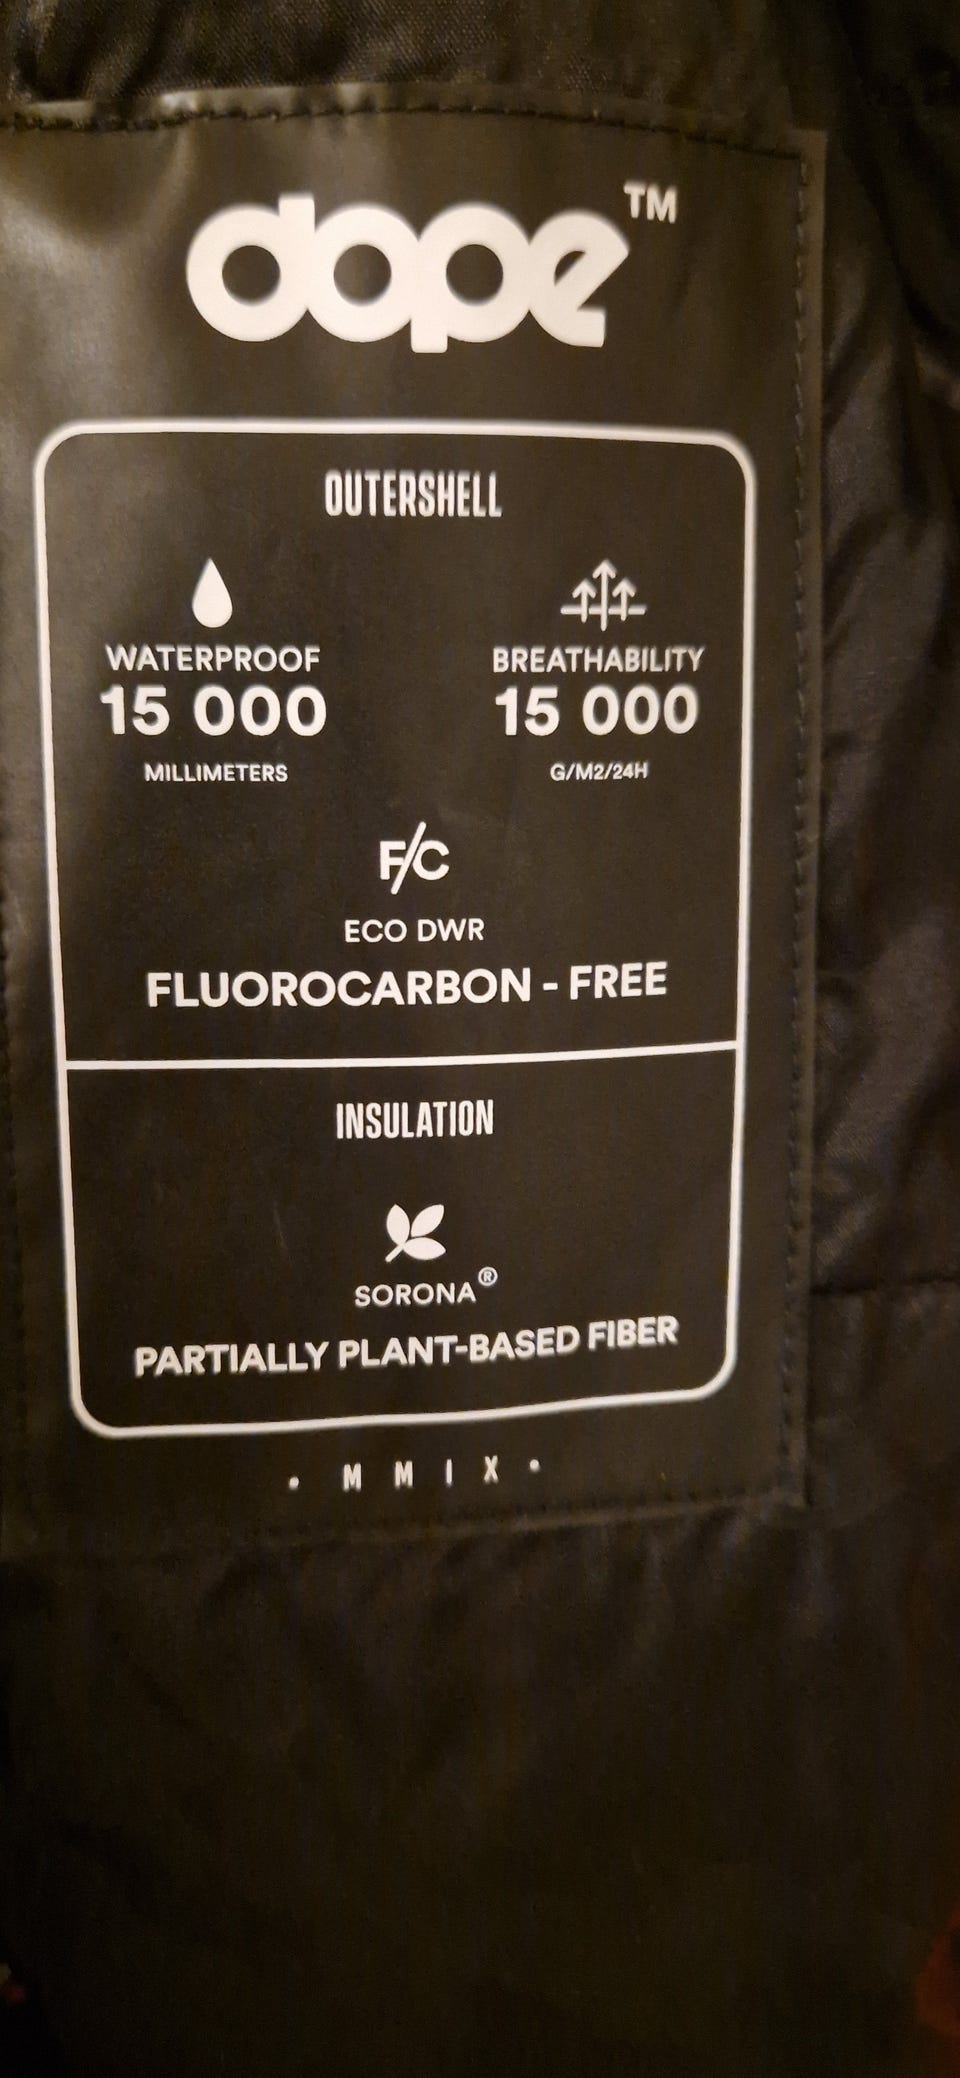 dope™
OUTERSHELL
WATERPROOF
15 000
MILLIMETERS
BREATHABILITY
15 000
G/M2/24H
F/C
ECO DWR
FLUOROCARBON - FREE
INSULATION
SORONA®
PARTIALLY PLANT-BASED FIBER
• M M I X •